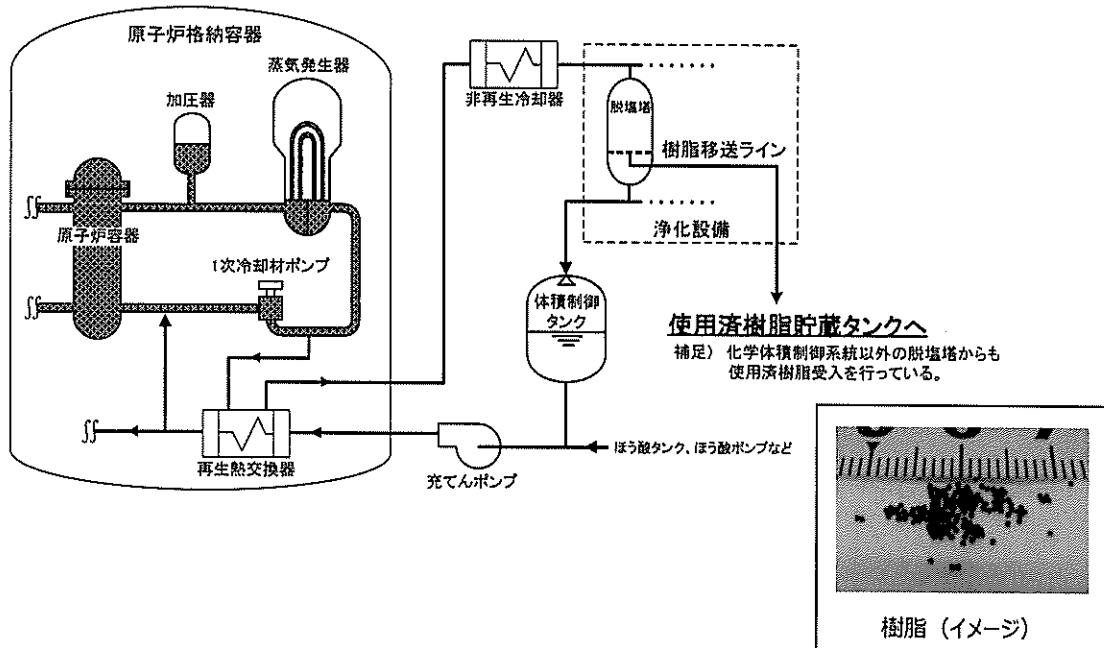 原子炉格納容器
蒸気発生器
加圧器
原子炉容器
1次冷却材ポンプ
再生熱交換器
非再生冷却器
脱塩塔
樹脂移送ライン
浄化設備
体積制御
タンク
使用済樹脂貯蔵タンクへ
補足) 化学体積制御系統以外の脱塩塔からも
使用済樹脂受入を行っている。
ほう酸タンク、ほう酸ポンプなど
充てんポンプ
樹脂 (イメージ)